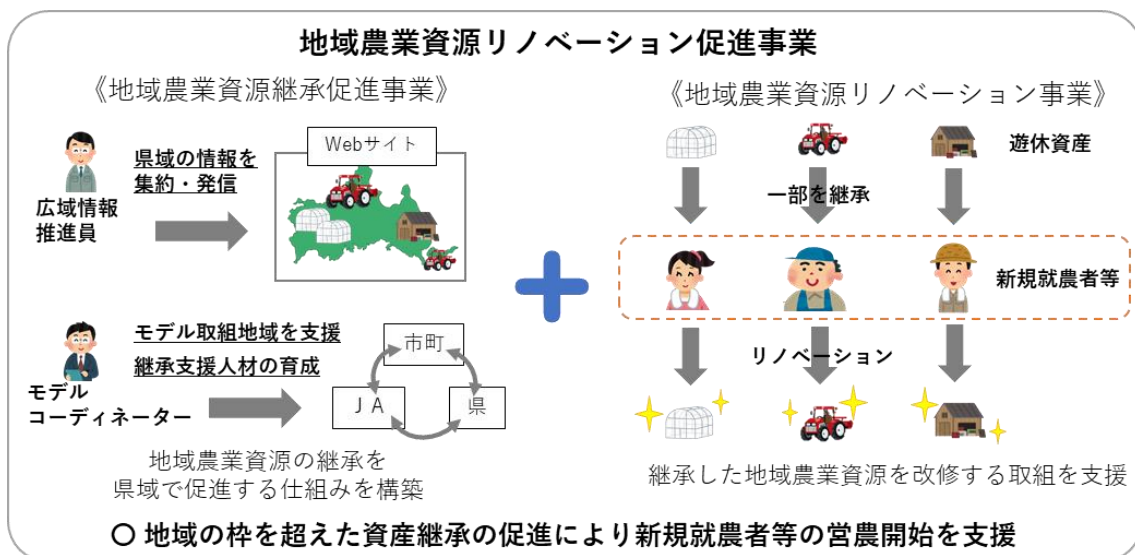 地域農業資源リノベーション促進事業
《地域農業資源継承促進事業》
広域情報
推進員
県域の情報を
集約・発信
Webサイト
モデル
コーディネーター
モデル取組地域を支援
継承支援人材の育成
市町
ＪＡ
県
地域農業資源の継承を
県域で促進する仕組みを構築
《地域農業資源リノベーション事業》
遊休資産
一部を継承
新規就農者等
リノベーション
継承した地域農業資源を改修する取組を支援
〇 地域の枠を超えた資産継承の促進により新規就農者等の営農開始を支援